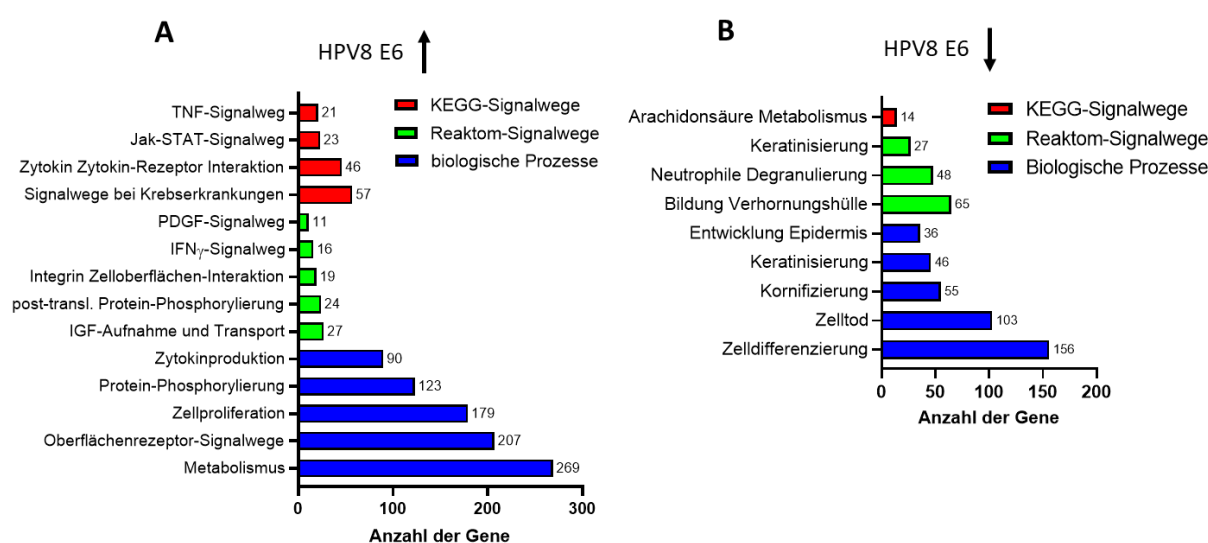 A
HPV8 E6
KEGG-Signalwege
Reaktom-Signalwege
biologische Prozesse
TNF-Signalweg 21
Jak-STAT-Signalweg 23
Zytokin Zytokin-Rezeptor Interaktion 46
Signalwege bei Krebserkrankungen 57
PDGF-Signalweg 11
IFNγ-Signalweg 16
Integrin Zelloberflächen-Interaktion 19
post-transl. Protein-Phosphorylierung 24
IGF-Aufnahme und Transport 27
Zytokinproduktion 90
Protein-Phosphorylierung 123
Zellproliferation 179
Oberflächenrezeptor-Signalwege 207
Metabolismus 269
0 100 200 300
Anzahl der Gene
B
HPV8 E6
KEGG-Signalwege
Reaktom-Signalwege
Biologische Prozesse
Arachidonsäure Metabolismus 14
Keratinisierung 27
Neutrophile Degranulierung 48
Bildung Verhornungshülle 65
Entwicklung Epidermis 36
Keratinisierung 46
Kornifizierung 55
Zelltod 103
Zelldifferenzierung 156
0 50 100 150 200
Anzahl der Gene